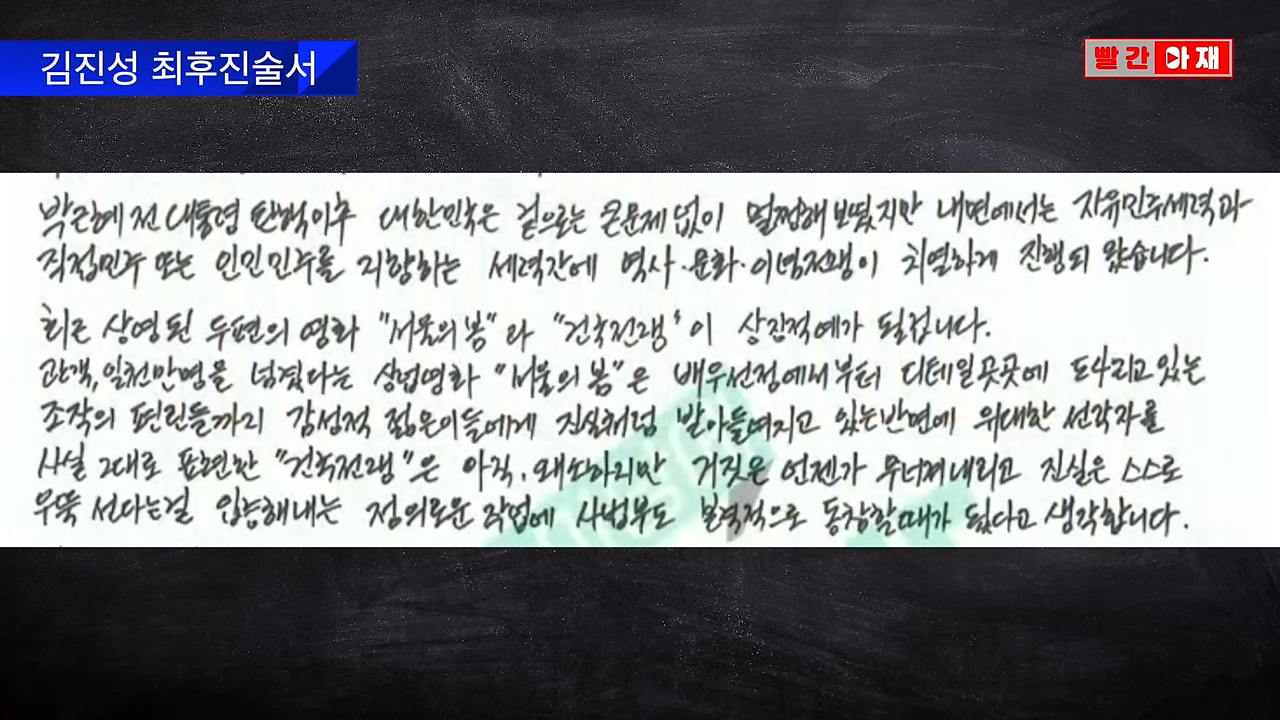 김진성 최후진술서
빨간아재
박근혜 전 대통령 탄핵이후 대한민국은 겉으로는 큰문제없이 멀쩡해 보였지만 내면에서는 자유민주세력과
직접민주 또는 인민민주를 지향하는 세력간에 역사·문화·이념전쟁이 치열하게 진행되 왔습니다.
최근 상영된 두편의 영화 "서울의봄"과 "건국전쟁"이 상징적예가 될겁니다.
관객,일천만명을 넘겼다는 상업영화 "서울의 봄"은 배우선정에서부터 디테일곳곳에 도사리고있는
조작의 편린들까지 감성적 젊은이들에게 진실처럼 받아들여지고 있는반면에 위대한 선각자를
사실 그대로 표현한 "건국전쟁"은 아직, 왜소하리만 거짓은 언젠가 무너져내리고 진실은 스스로
우뚝 선다는걸 입증해내는 정의로운 작업에 사법부도 본격적으로 동참할때가 됬다고 생각합니다.